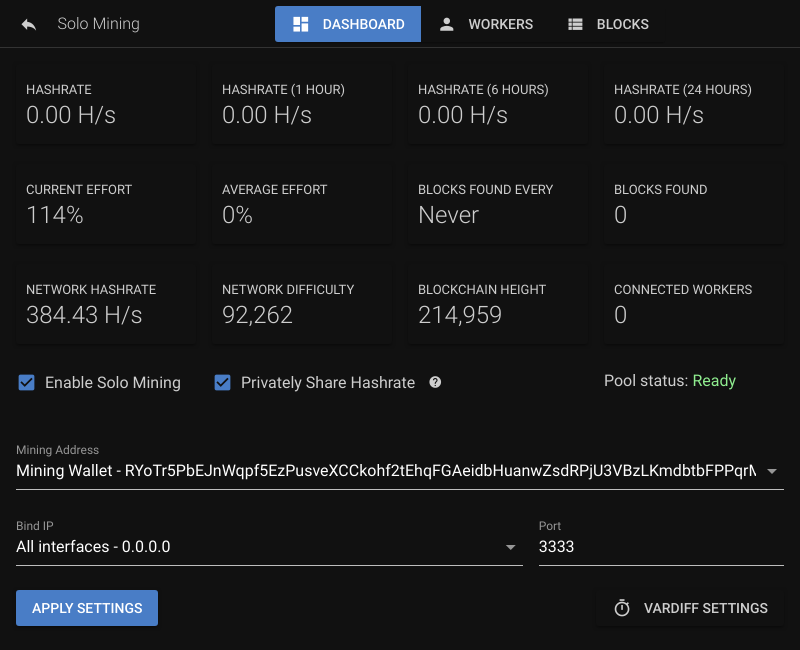 Solo Mining
DASHBOARD
WORKERS
BLOCKS
HASHRATE
0.00 H/s
HASHRATE (1 HOUR)
0.00 H/s
HASHRATE (6 HOURS)
0.00 H/s
HASHRATE (24 HOURS)
0.00 H/s
CURRENT EFFORT
114%
AVERAGE EFFORT
0%
BLOCKS FOUND EVERY
Never
BLOCKS FOUND
0
NETWORK HASHRATE
384.43 H/s
NETWORK DIFFICULTY
92,262
BLOCKCHAIN HEIGHT
214,959
CONNECTED WORKERS
0
Enable Solo Mining
Privately Share Hashrate
Pool status: Ready
Mining Address
Mining Wallet - RYoTr5PbEJnWqpf5EzPusveXCCkohf2tEhqFGAeidbHuanwZsdRPjU3VBzLKmdbtbFPPqrM
Bind IP
All interfaces - 0.0.0.0
Port
3333
APPLY SETTINGS
VARDIFF SETTINGS